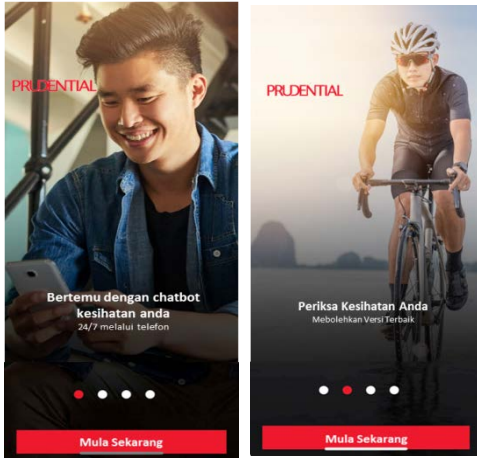 PRUDENTIAL
Bertemu dengan chatbot
kesihatan anda
24/7 melalui telefon
Mula Sekarang
PRUDENTIAL
Periksa Kesihatan Anda
Mebolehkan Versi Terbaik
Mula Sekarang